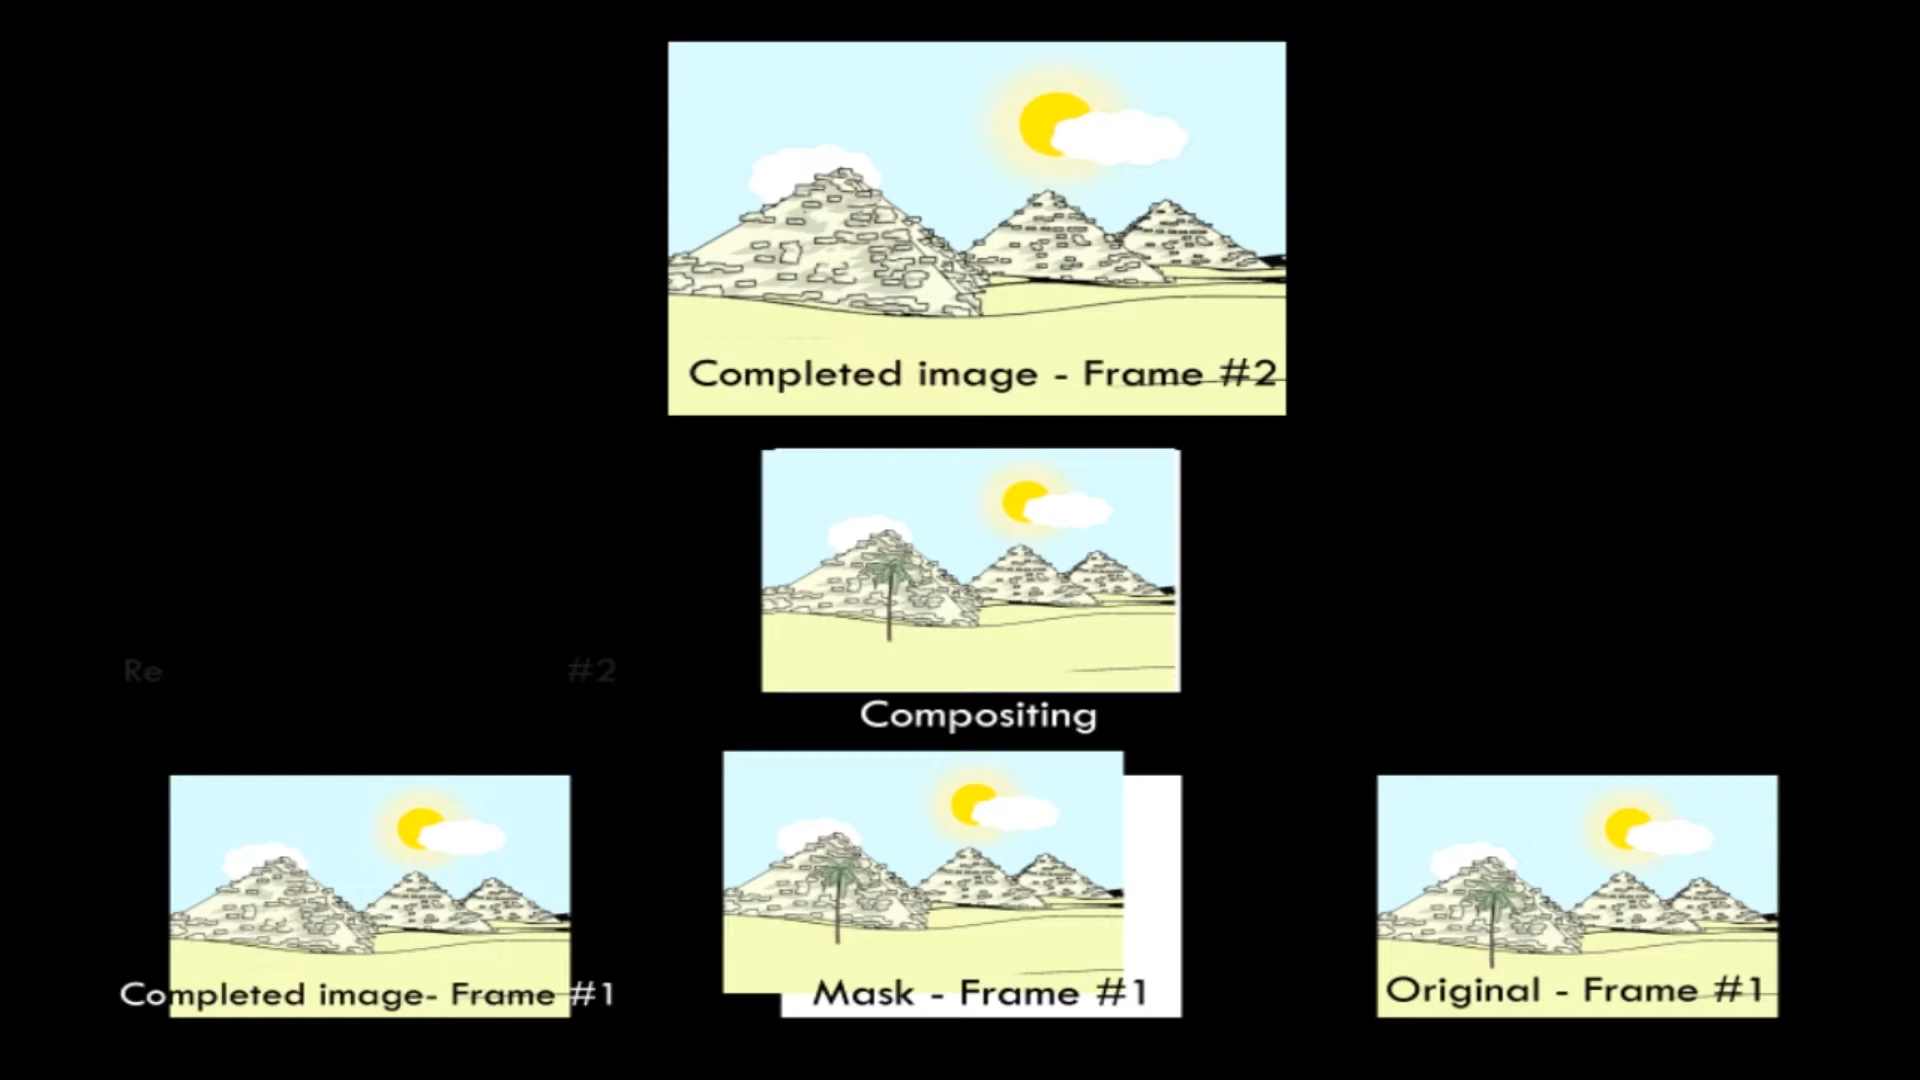 Completed image - Frame #2
Re #2
Compositing
Completed image- Frame #1
Mask - Frame #1
Original - Frame #1